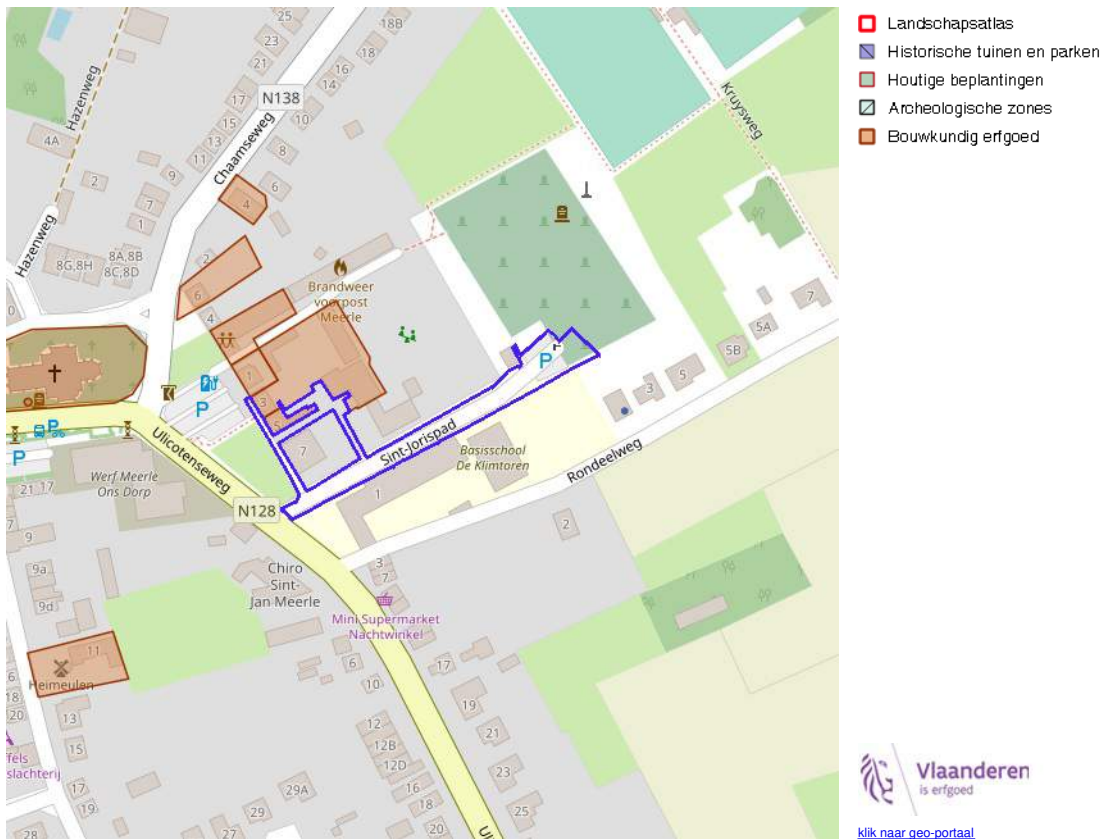 Landschapsatlas
Historische tuinen en parken
Houtige beplantingen
Archeologische zones
Bouwkundig erfgoed
25
23
21
18B
18
16
14
17
15
13
11
9
10
8
6
4
N138
Chaamseweg
Hazenweg
4A
2
7
1
Hazenweg
8G,8H
8A,8B
8C,8D
2
6
4
Brandweer
voorpost
Meerle
Kruysweg
7
5A
5B
5
3
P
1
3
5
7
P
P
P
Ulicotenseweg
Sint-Jorispad
Basisschool
De Klimtoren
Rondeelweg
1
2
N128
Werf Meerle
Ons Dorp
21
17
7
9
9a
9d
Chiro
Sint-
Jan Meerle
3
7
Mini Supermarket
Nachtwinkel
6
10
17
19
21
23
25
11
Heimeulen
16
18
20
13
15
ffels
slachterij
17
19
27
29
29A
12
12B
12D
16
18
20
28
Ul
Vlaanderen
is erfgoed
klik naar geo-portaal